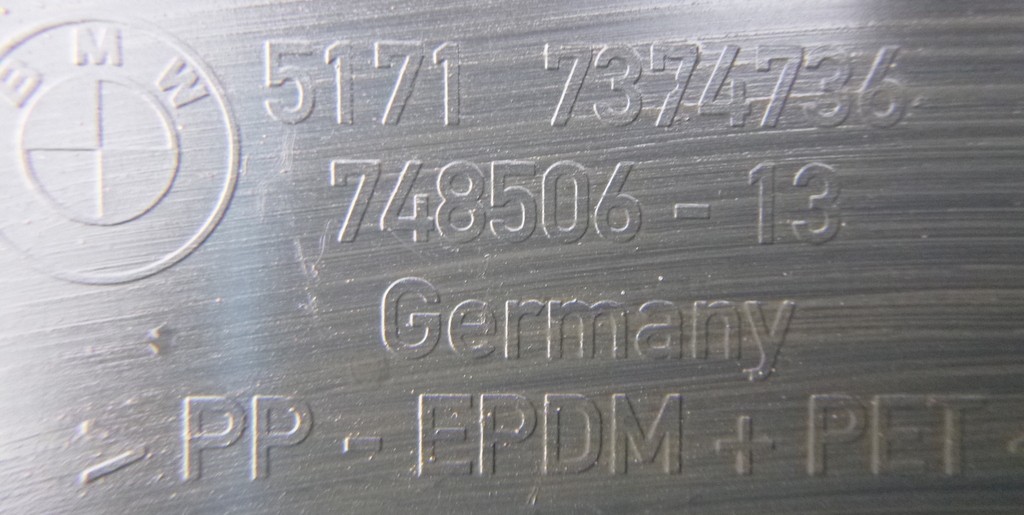 BMW
5171 7374736
748506-13
Germany
>PP-EPDM+PET<